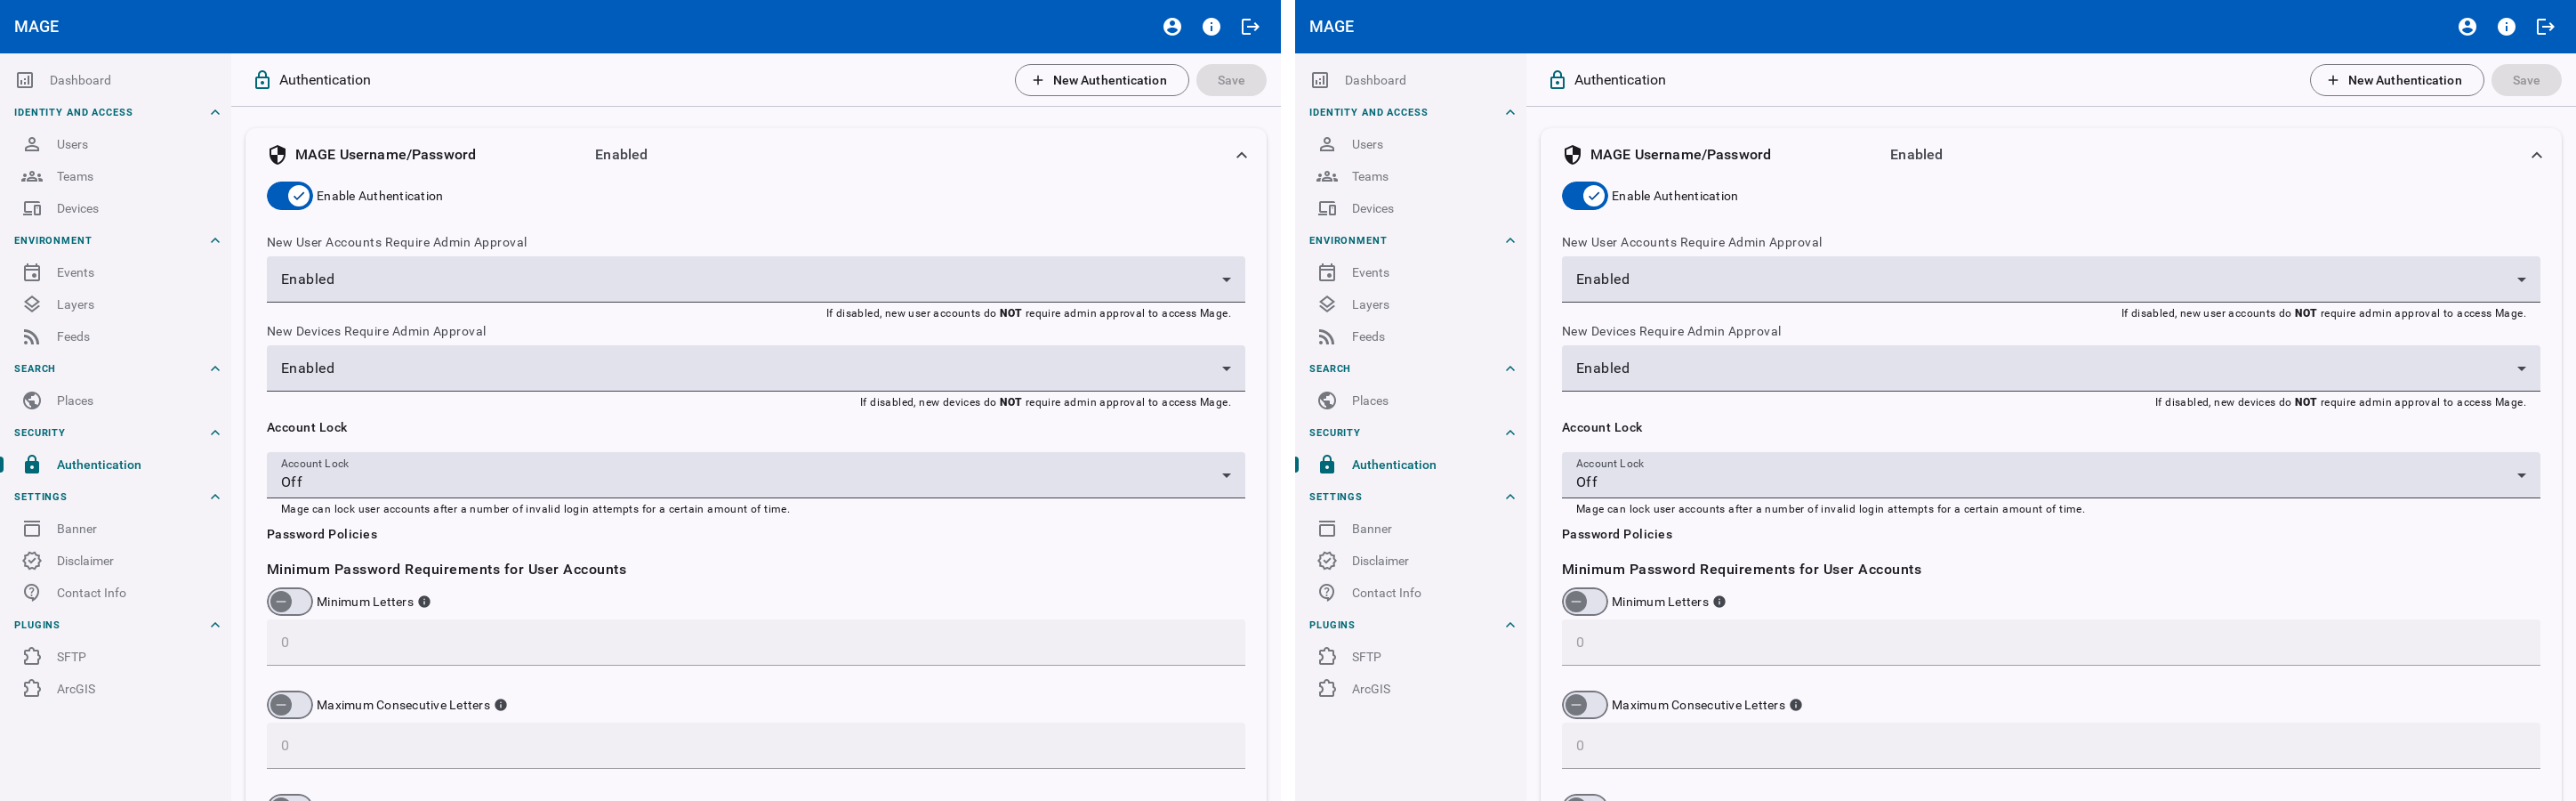 MAGE
Dashboard
IDENTITY AND ACCESS
Users
Teams
Devices
ENVIRONMENT
Events
Layers
Feeds
SEARCH
Places
SECURITY
Authentication
SETTINGS
Banner
Disclaimer
Contact Info
PLUGINS
SFTP
ArcGIS
Authentication
New Authentication
Save
MAGE Username/Password
Enabled
Enable Authentication
New User Accounts Require Admin Approval
Enabled
If disabled, new user accounts do NOT require admin approval to access Mage.
New Devices Require Admin Approval
Enabled
If disabled, new devices do NOT require admin approval to access Mage.
Account Lock
Account Lock
Off
Mage can lock user accounts after a number of invalid login attempts for a certain amount of time.
Password Policies
Minimum Password Requirements for User Accounts
Minimum Letters
0
Maximum Consecutive Letters
0
MAGE
Dashboard
IDENTITY AND ACCESS
Users
Teams
Devices
ENVIRONMENT
Events
Layers
Feeds
SEARCH
Places
SECURITY
Authentication
SETTINGS
Banner
Disclaimer
Contact Info
PLUGINS
SFTP
ArcGIS
Authentication
New Authentication
Save
MAGE Username/Password
Enabled
Enable Authentication
New User Accounts Require Admin Approval
Enabled
If disabled, new user accounts do NOT require admin approval to access Mage.
New Devices Require Admin Approval
Enabled
If disabled, new devices do NOT require admin approval to access Mage.
Account Lock
Account Lock
Off
Mage can lock user accounts after a number of invalid login attempts for a certain amount of time.
Password Policies
Minimum Password Requirements for User Accounts
Minimum Letters
0
Maximum Consecutive Letters
0